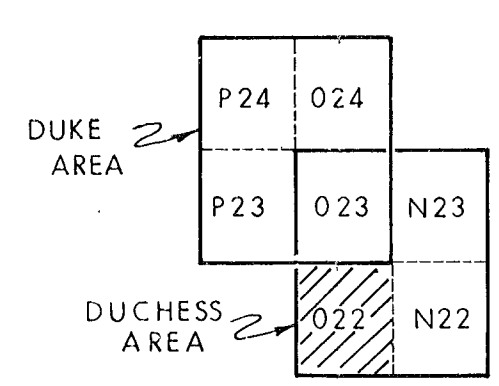 P24 024
DUKE
AREA
P23 023 N23
DUCHESS
AREA
022 N22